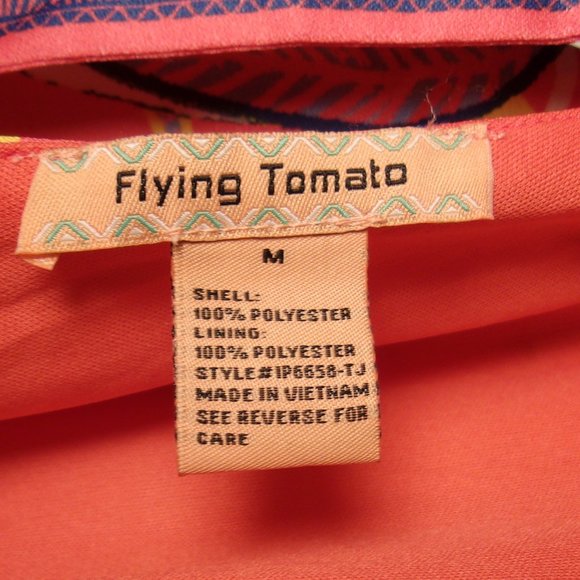 Flying Tomato
M
SHELL:
100% POLYESTER
LINING:
100% POLYESTER
STYLE# IP6658-TJ
MADE IN VIETNAM
SEE REVERSE FOR
CARE